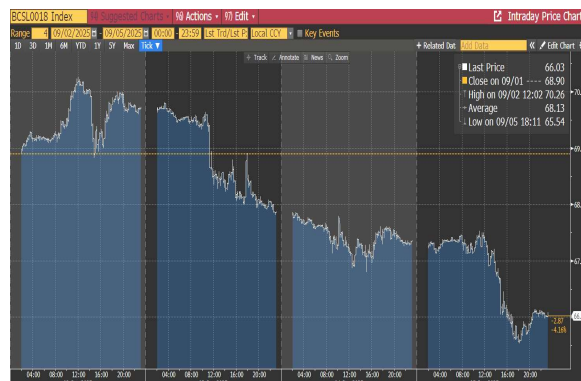 BCSL0018 Index 94) Suggested Charts 96) Actions 97) Edit Intraday Price Chart
Range 4 09/02/2025 - 09/05/2025 00:00 - 23:59 Lst Trd/Lst P Local CCY Key Events
1D 3D 1M 6M YTD 1Y 5Y Max Tick + Related Dat Add Data « Edit Chart
+ Track Annotate News Zoom
Last Price 66.03
Close on 09/01 ---- 68.90
High on 09/02 12:02 70.26
Average 68.13
Low on 09/05 18:11 65.54
70.
69.
68.
67.
66.
-2.87
-4.16%
04:00 08:00 12:00 16:00 20:00 04:00 08:00 12:00 16:00 20:00 04:00 08:00 12:00 16:00 20:00 04:00 08:00 12:00 16:00 20:00